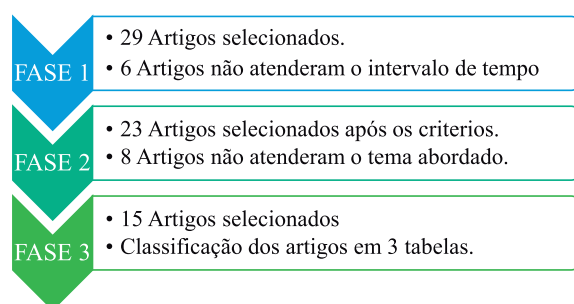 FASE 1
• 29 Artigos selecionados.
• 6 Artigos não atenderam o intervalo de tempo
FASE 2
• 23 Artigos selecionados após os criterios.
• 8 Artigos não atenderam o tema abordado.
FASE 3
• 15 Artigos selecionados
• Classificação dos artigos em 3 tabelas.